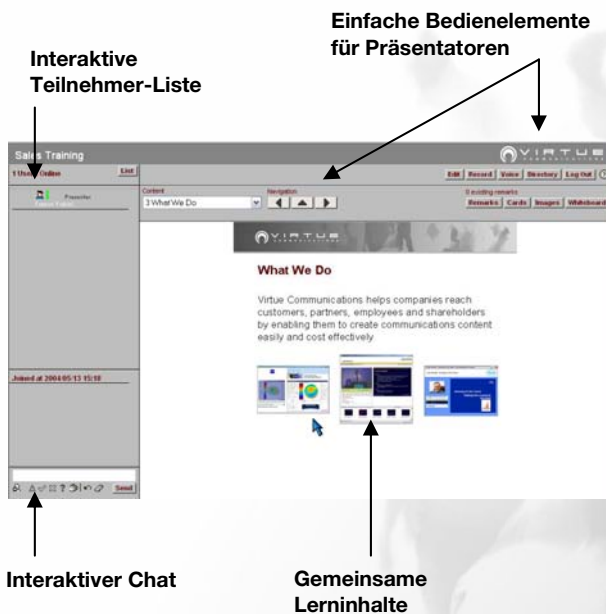 Einfache Bedienelemente
für Präsentatoren
Interaktive
Teilnehmer-Liste
Sales Training
VIRTUE
COMMUNICATIONS
1 Users Online
List
Edit Record Voice Directory Log Out
Presenter
Content
Navigation
0 existing remarks
3 What We Do
Remarks Cards Images Whiteboard
VIRTUE
What We Do
Virtue Communications helps companies reach
customers, partners, employees and shareholders
by enabling them to create communications content
easily and cost effectively
Joined at 2004/05/13 15:18
Send
Interaktiver Chat
Gemeinsame
Lerninhalte